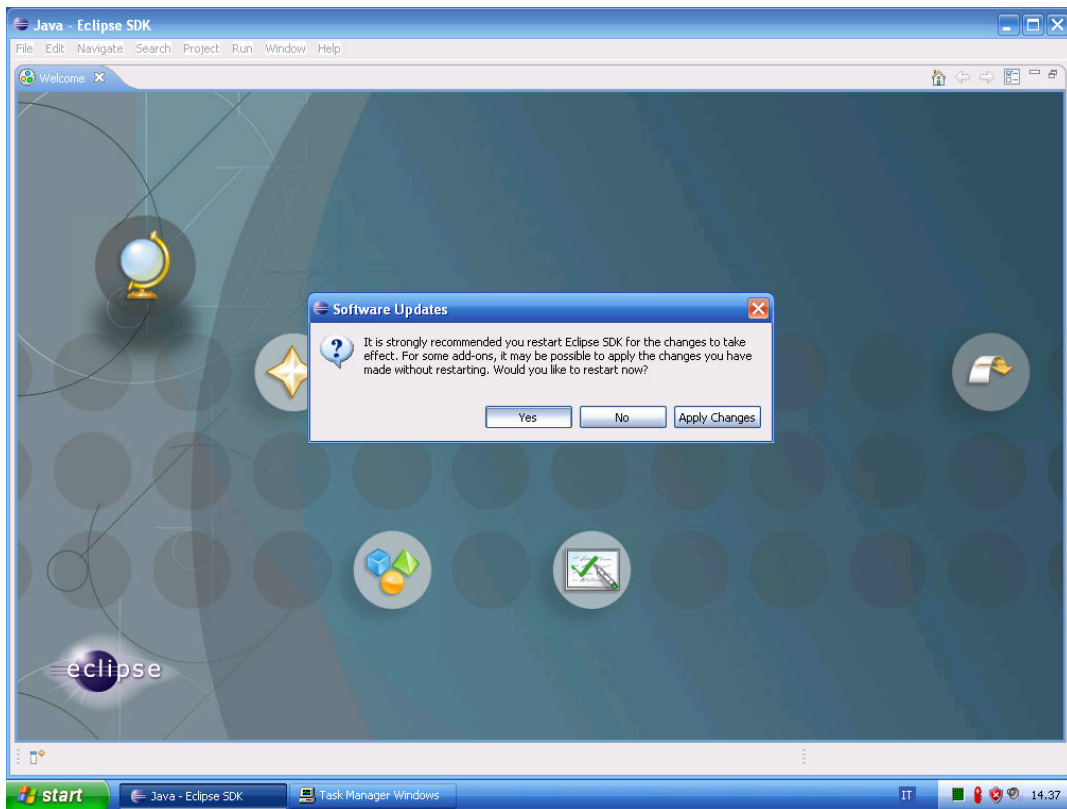 Java - Eclipse SDK
File Edit Navigate Search Project Run Window Help
Welcome
Software Updates
It is strongly recommended you restart Eclipse SDK for the changes to take
effect. For some add-ons, it may be possible to apply the changes you have
made without restarting. Would you like to restart now?
Yes No Apply Changes
eclipse
start Java - Eclipse SDK Task Manager Windows IT 14.37